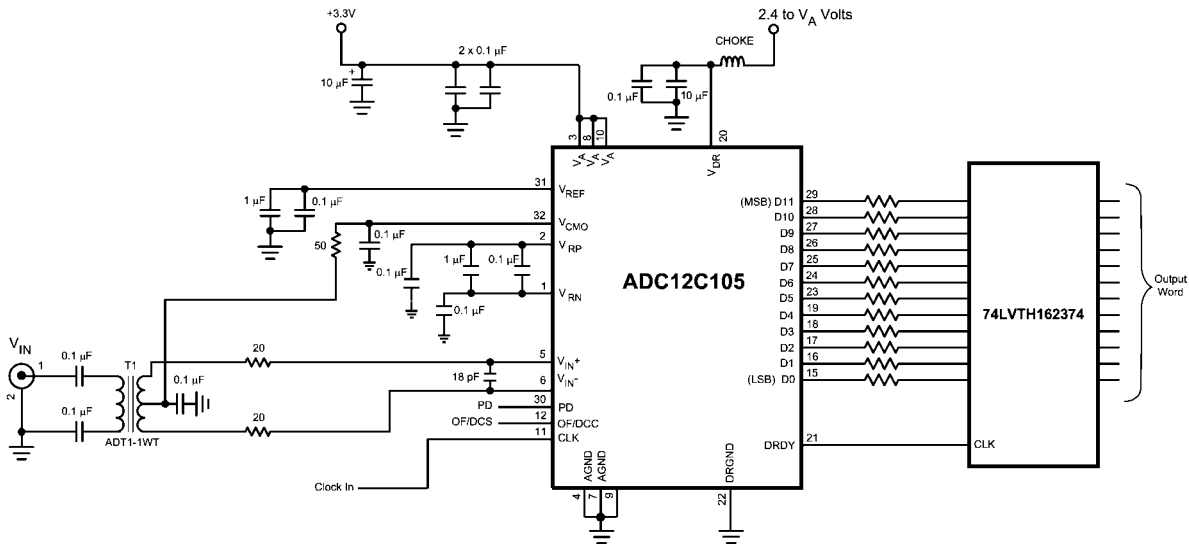 +3.3V
2.4 to VA Volts
CHOKE
2 x 0.1 µF
+
10 µF
0.1 µF
10 µF
3
8
10
20
VA
VA
VA
VDR
31
VREF
1 µF
0.1 µF
32
VCMO
50
0.1 µF
2
VRP
0.1 µF
1 µF
0.1 µF
1
VRN
0.1 µF
ADC12C105
(MSB) D11
29
D10
28
D9
27
D8
26
D7
25
D6
24
D5
23
D4
19
D3
18
D2
17
D1
16
(LSB) D0
15
74LVTH162374
Output
Word
VIN
1
2
0.1 µF
0.1 µF
T1
0.1 µF
ADT1-1WT
20
20
18 pF
5
VIN+
6
VIN-
PD
30
PD
OF/DCS
12
OF/DCC
11
CLK
Clock In
DRDY
21
CLK
AGND
AGND
DRGND
4
7
9
22